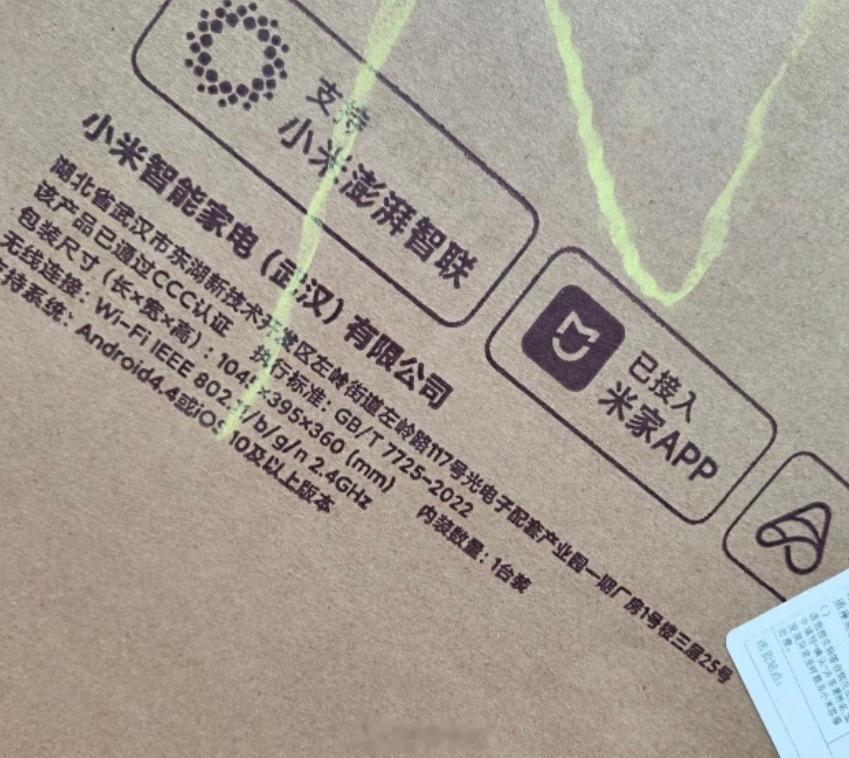 支持
小米澎湃智联
已接入
米家APP
小米智能家电（武汉）有限公司
湖北省武汉市东湖新技术开发区左岭街道左岭路117号光电子配套产业园一期厂房1号楼三层25号
该产品已通过CCC认证 执行标准：GB/T 7725-2022
包装尺寸（长×宽×高）：1045×395×360（mm） 内装数量：1台装
无线连接：Wi-Fi IEEE 802.11/b/g/n 2.4GHz
支持系统：Android4.4或iOS 10及以上版本
送货站点：